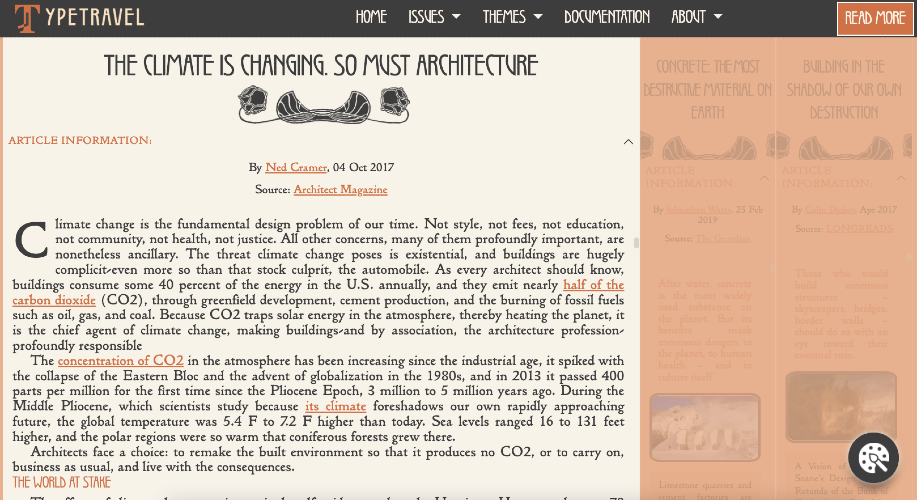 TYPETRAVEL
HOME ISSUES THEMES DOCUMENTATION ABOUT READ MORE
THE CLIMATE IS CHANGING. SO MUST ARCHITECTURE
ARTICLE INFORMATION:
By Ned Cramer, 04 Oct 2017
Source: Architect Magazine
Climate change is the fundamental design problem of our time. Not style, not fees, not education,
not community, not health, not justice. All other concerns, many of them profoundly important, are
nonetheless ancillary. The threat climate change poses is existential, and buildings are hugely
complicit-even more so than that stock culprit, the automobile. As every architect should know,
buildings consume some 40 percent of the energy in the U.S. annually, and they emit nearly half of the
carbon dioxide (CO2), through greenfield development, cement production, and the burning of fossil fuels
such as oil, gas, and coal. Because CO2 traps solar energy in the atmosphere, thereby heating the planet, it
is the chief agent of climate change, making buildings-and by association, the architecture profession-
profoundly responsible
The concentration of CO2 in the atmosphere has been increasing since the industrial age, it spiked with
the collapse of the Eastern Bloc and the advent of globalization in the 1980s, and in 2013 it passed 400
parts per million for the first time since the Pliocene Epoch, 3 million to 5 million years ago. During the
Middle Pliocene, which scientists study because its climate foreshadows our own rapidly approaching
future, the global temperature was 5.4 F to 7.2 F higher than today. Sea levels ranged 16 to 131 feet
higher, and the polar regions were so warm that coniferous forests grew there.
Architects face a choice: to remake the built environment so that it produces no CO2, or to carry on,
business as usual, and live with the consequences.
THE WORLD AT STAKE
CONCRETE: THE MOST
DESTRUCTIVE MATERIAL ON
EARTH
ARTICLE
INFORMATION:
By Sebastian Watts, 25 Feb
2019
Source: The Guardian
After water, concrete
is the most widely
used substance on
the planet. But its
benefits mask
enormous dangers to
the planet, to human
health – and to
culture itself
Limestone quarries and
BUILDING IN THE
SHADOW OF OUR OWN
DESTRUCTION
ARTICLE
INFORMATION:
By Colin Dickey, Apr 2017
Source: LONGREADS
Those who would
build enormous
structures –
skyscrapers, bridges,
border walls –
should do so with an
eye toward their
eventual ruin.
A Vision of
Soane's Design
Rotunda of the